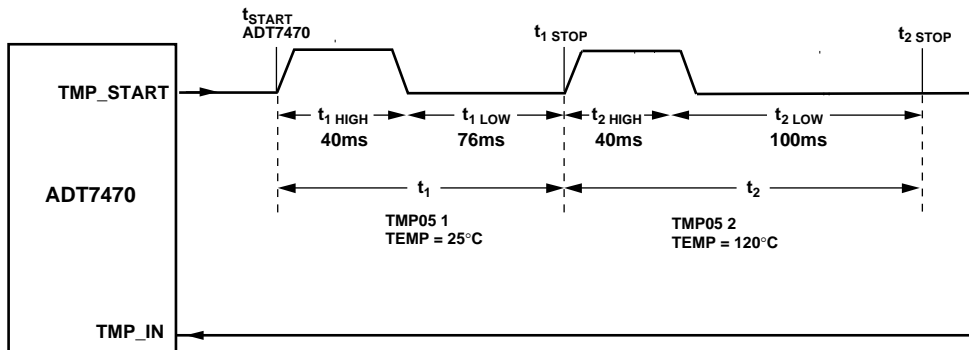 tSTART
ADT7470
t1 STOP
t2 STOP
TMP_START
t1 HIGH
40ms
t1 LOW
76ms
t2 HIGH
40ms
t2 LOW
100ms
ADT7470
t1
t2
TMP05 1
TEMP = 25°C
TMP05 2
TEMP = 120°C
TMP_IN